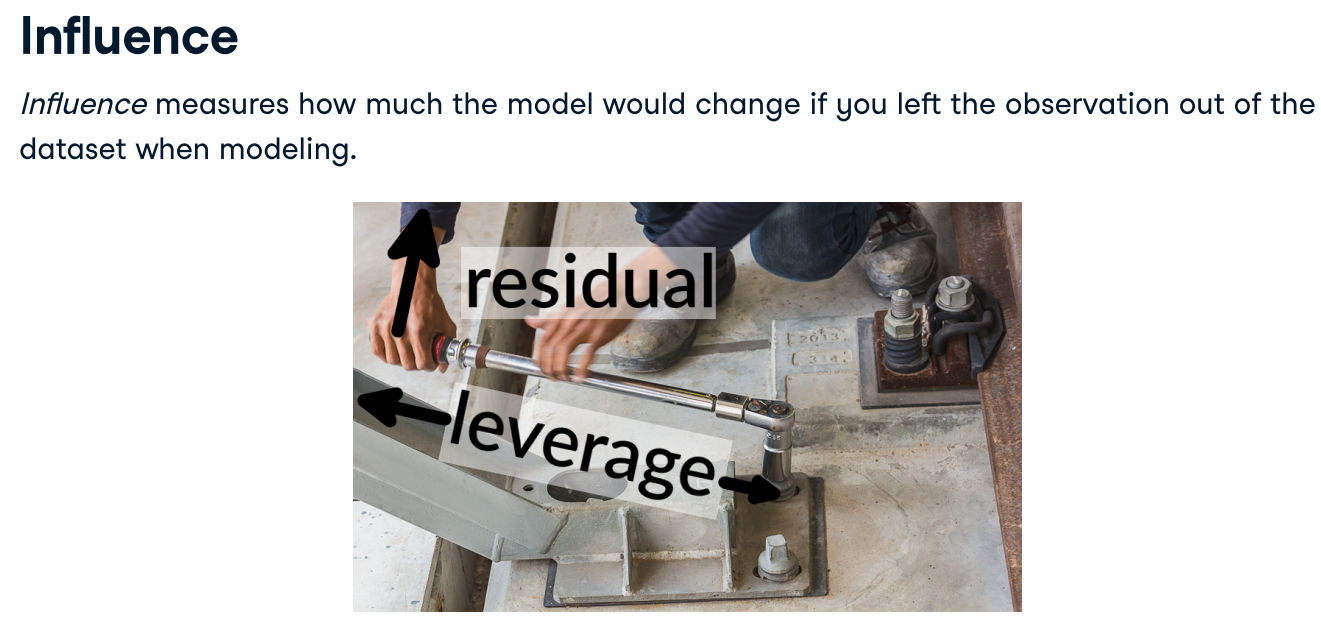 Influence
Influence measures how much the model would change if you left the observation out of the
dataset when modeling.
residual
leverage